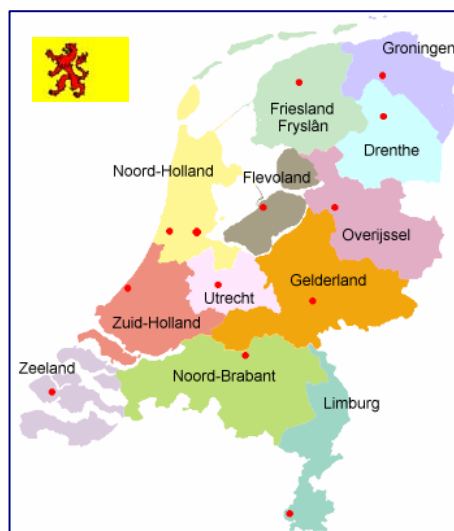 Groningen
Friesland
Fryslân
Drenthe
Noord-Holland
Flevoland
Overijssel
Gelderland
Utrecht
Zuid-Holland
Zeeland
Noord-Brabant
Limburg